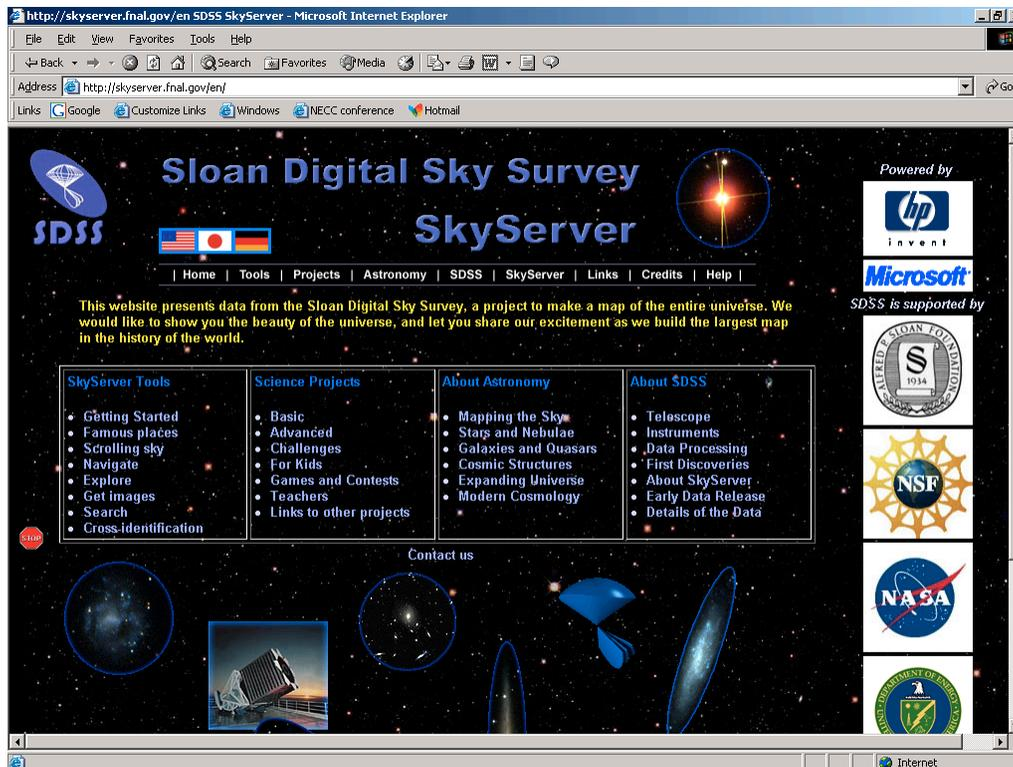 http://skyserver.fnal.gov/en SDSS SkyServer - Microsoft Internet Explorer
File Edit View Favorites Tools Help
Back Search Favorites Media
Address http://skyserver.fnal.gov/en/ Go
Links Google Customize Links Windows NECC conference Hotmail
SDSS
Sloan Digital Sky Survey
SkyServer
| Home | Tools | Projects | Astronomy | SDSS | SkyServer | Links | Credits | Help |
This website presents data from the Sloan Digital Sky Survey, a project to make a map of the entire universe. We
would like to show you the beauty of the universe, and let you share our excitement as we build the largest map
in the history of the world.
SkyServer Tools
Getting Started
Famous places
Scrolling sky
Navigate
Explore
Get images
Search
Cross-identification
Science Projects
Basic
Advanced
Challenges
For Kids
Games and Contests
Teachers
Links to other projects
About Astronomy
Mapping the Sky
Stars and Nebulae
Galaxies and Quasars
Cosmic Structures
Expanding Universe
Modern Cosmology
About SDSS
Telescope
Instruments
Data Processing
First Discoveries
About SkyServer
Early Data Release
Details of the Data
STOP
Contact us
Powered by
hp
invent
Microsoft
SDSS is supported by
ALFRED P. SLOAN FOUNDATION
1934
NSF
NASA
DEPARTMENT OF ENERGY
Internet